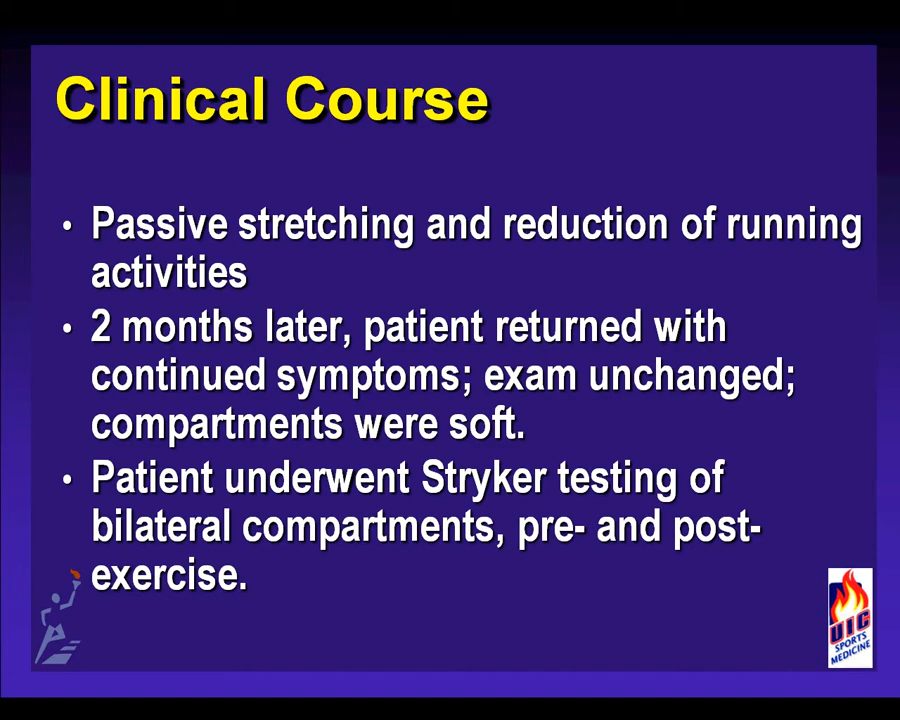 Clinical Course
• Passive stretching and reduction of running
activities
• 2 months later, patient returned with
continued symptoms; exam unchanged;
compartments were soft.
• Patient underwent Stryker testing of
bilateral compartments, pre- and post-
exercise.
UIC
SPORTS
MEDICINE